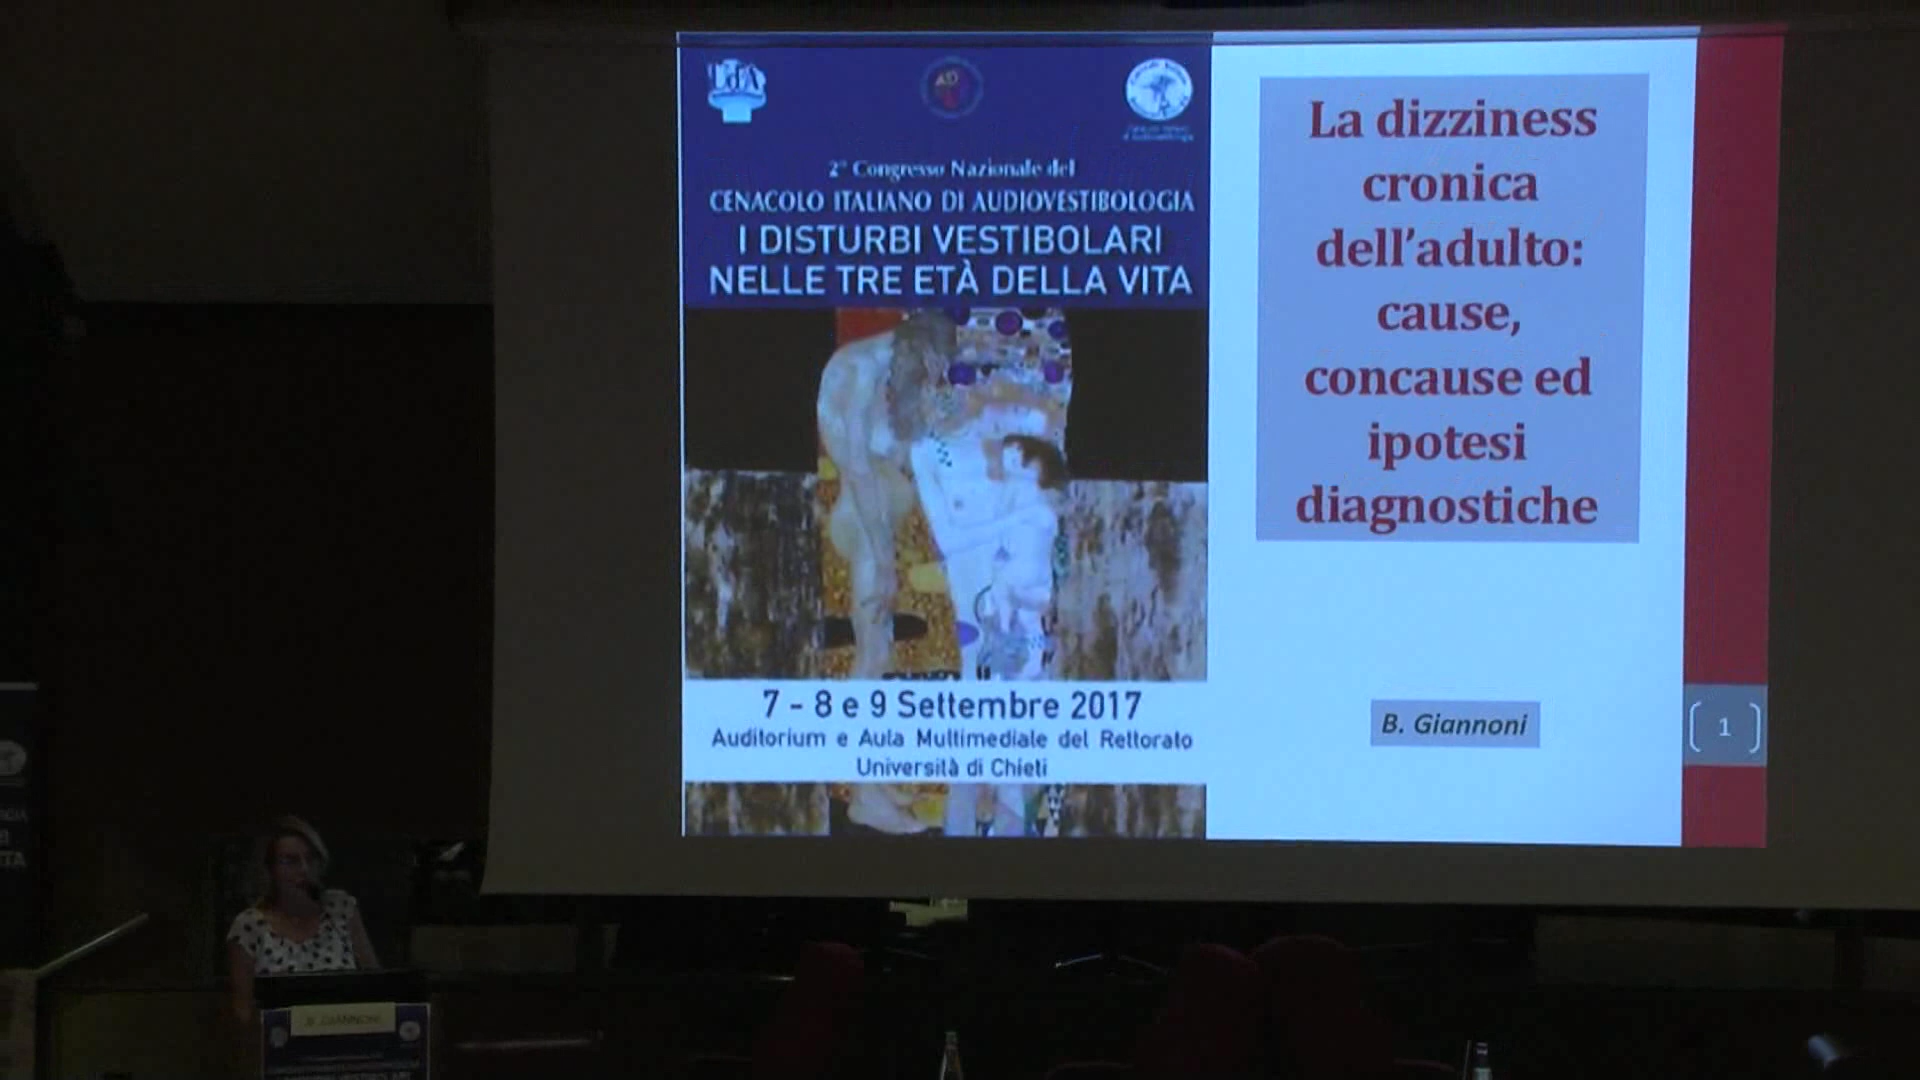 UdA
2° Congresso Nazionale del
CENACOLO ITALIANO DI AUDIOVESTIBOLOGIA
I DISTURBI VESTIBOLARI
NELLE TRE ETÀ DELLA VITA
7 - 8 e 9 Settembre 2017
Auditorium e Aula Multimediale del Rettorato
Università di Chieti
La dizziness
cronica
dell'adulto:
cause,
concause ed
ipotesi
diagnostiche
B. Giannoni
1
B. GIANNONI